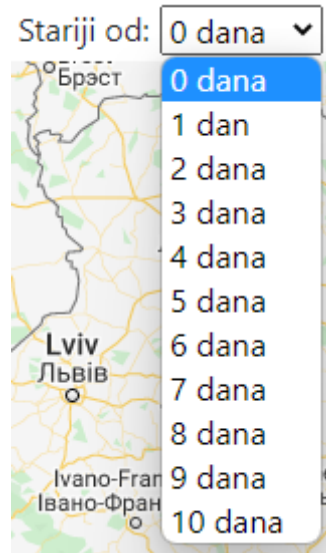 Stariji od: 0 dana
Брэст
0 dana
1 dan
2 dana
3 dana
4 dana
5 dana
6 dana
Lviv
Львів
7 dana
8 dana
9 dana
Ivano-Fran
Івано-Фран
10 dana